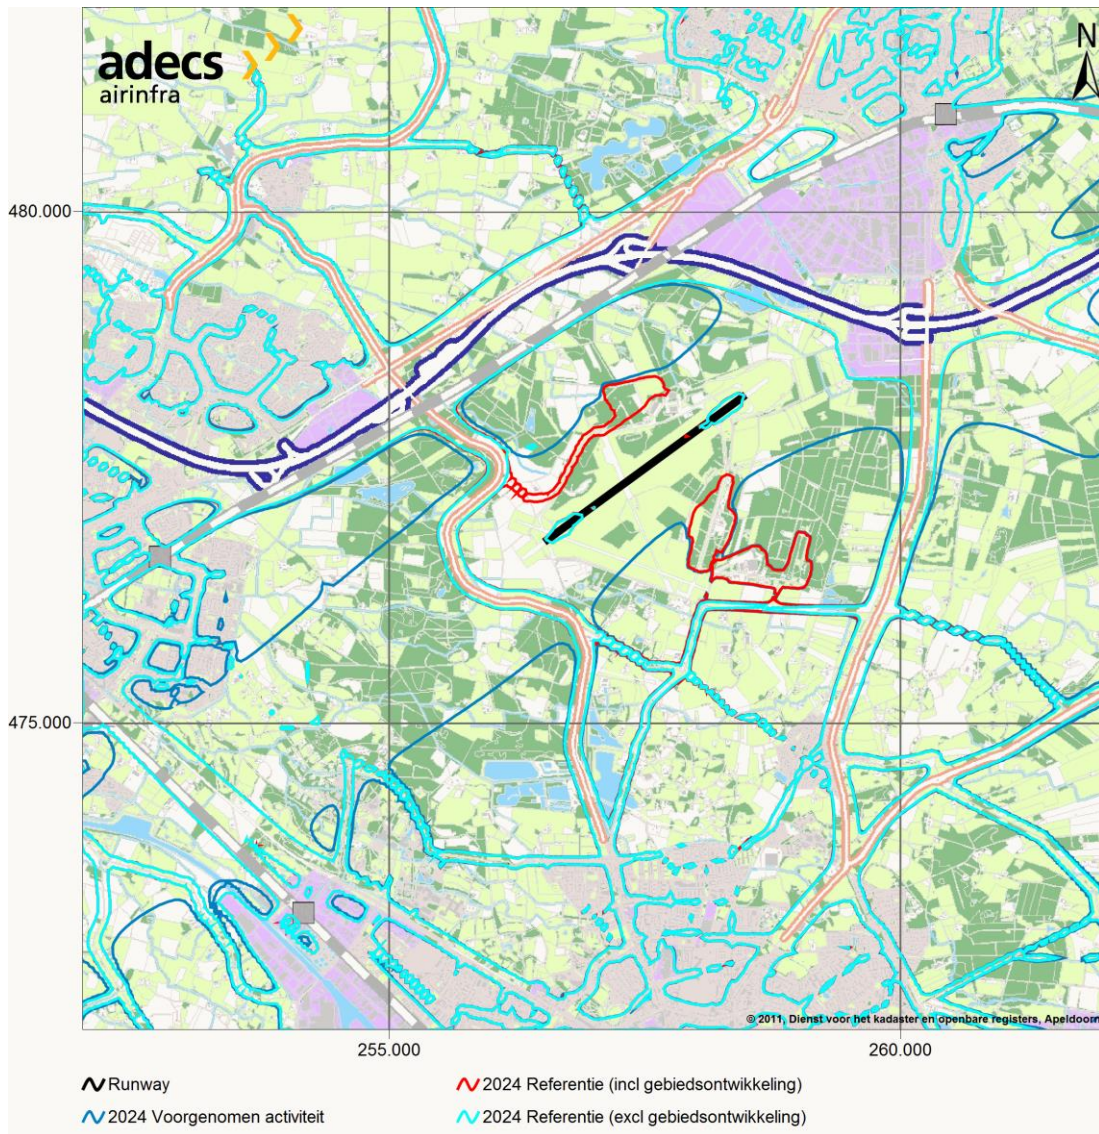 adecs
airinfra
N
480.000
475.000
© 2011, Dienst voor het kadaster en openbare registers, Apeldoorn
255.000
260.000
Runway
2024 Referentie (incl gebiedsontwikkeling)
2024 Voorgenomen activiteit
2024 Referentie (excl gebiedsontwikkeling)